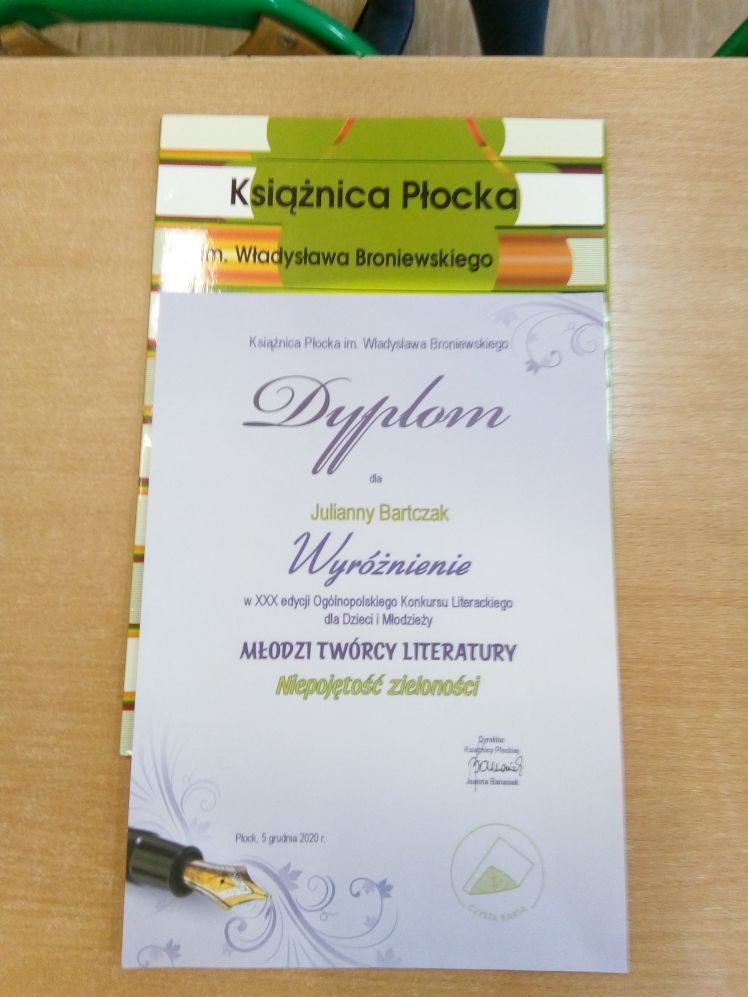 Książnica Płocka
im. Władysława Broniewskiego
Książnica Płocka im. Władysława Broniewskiego
Dyplom
dla
Julianny Bartczak
Wyróżnienie
w XXX edycji Ogólnopolskiego Konkursu Literackiego
dla Dzieci i Młodzieży
MŁODZI TWÓRCY LITERATURY
Niepojętość zieloności
Dyrektor
Książnicy Płockiej
Joanna Banasiak
Płock, 5 grudnia 2020 r.
CZYSTA KARTA